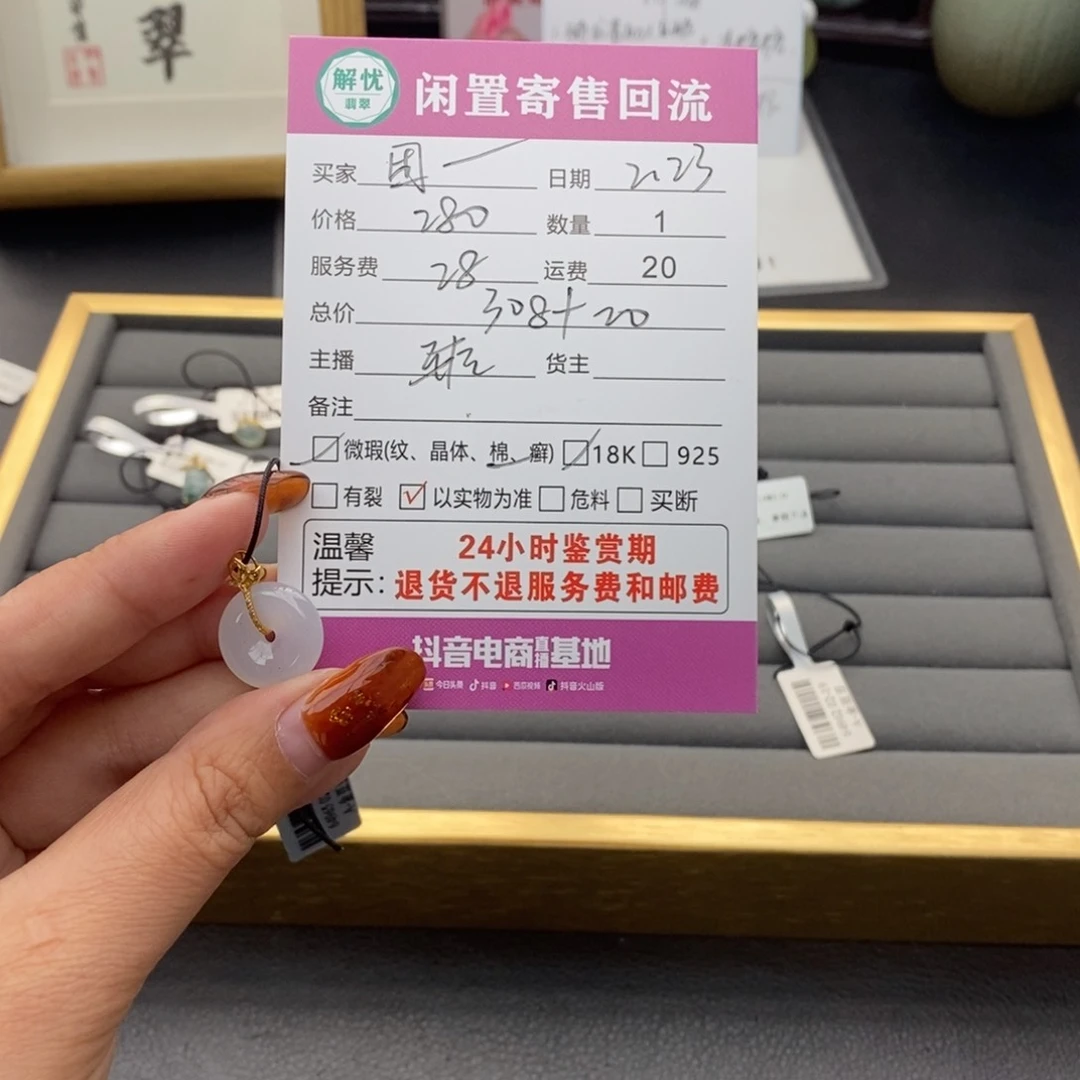 翠
解忧
翡翠
闲置寄售回流
买家 周一 日期 2.23
价格 280 数量 1
服务费 28 运费 20
总价 308+20
主播 货主
备注
微瑕(纹、晶体、棉、癣) 18K 925
有裂 以实物为准 危料 买断
温馨提示: 24小时鉴赏期
退货不退服务费和邮费
抖音电商直播基地
今日头条 抖音 西瓜视频 抖音火山版